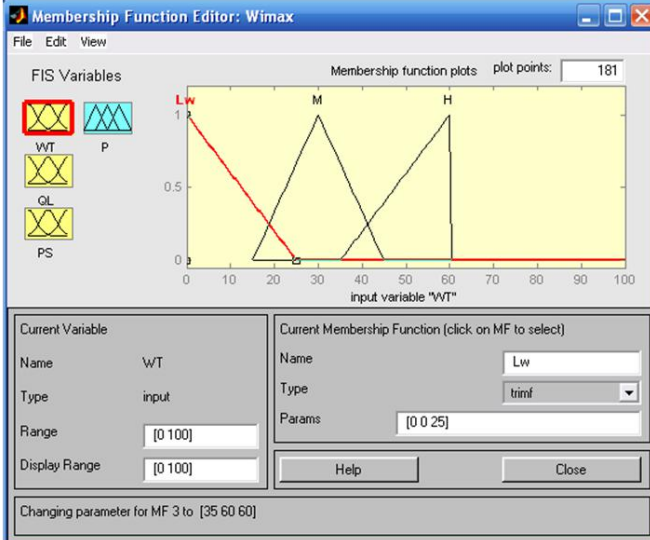 Membership Function Editor: Wimax
File Edit View
FIS Variables
Membership function plots plot points: 181
WT P
QL
PS
Lw M H
1
0.5
0
0 10 20 30 40 50 60 70 80 90 100
input variable "WT"
Current Variable
Name WT
Type input
Range [0 100]
Display Range [0 100]
Current Membership Function (click on MF to select)
Name Lw
Type trimf
Params [0 0 25]
Help Close
Changing parameter for MF 3 to [35 60 60]